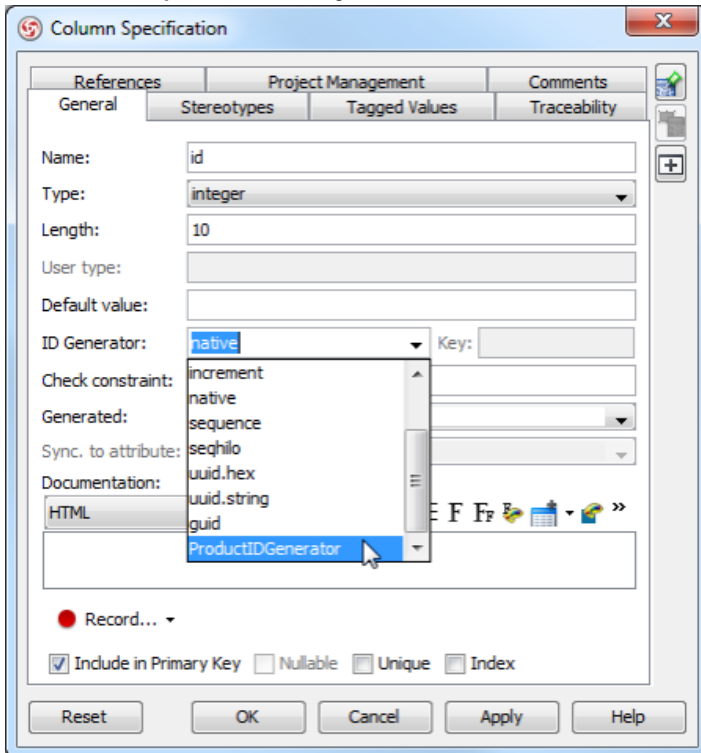 Column Specification
References Project Management Comments
General Stereotypes Tagged Values Traceability
Name: id
Type: integer
Length: 10
User type:
Default value:
ID Generator: native Key:
increment
Check constraint:
native
Generated:
sequence
Sync. to attribute: seqhilo
uuid.hex
Documentation:
uuid.string
HTML
guid
ProductIDGenerator
F FF »
Record...
Include in Primary Key Nullable Unique Index
Reset OK Cancel Apply Help